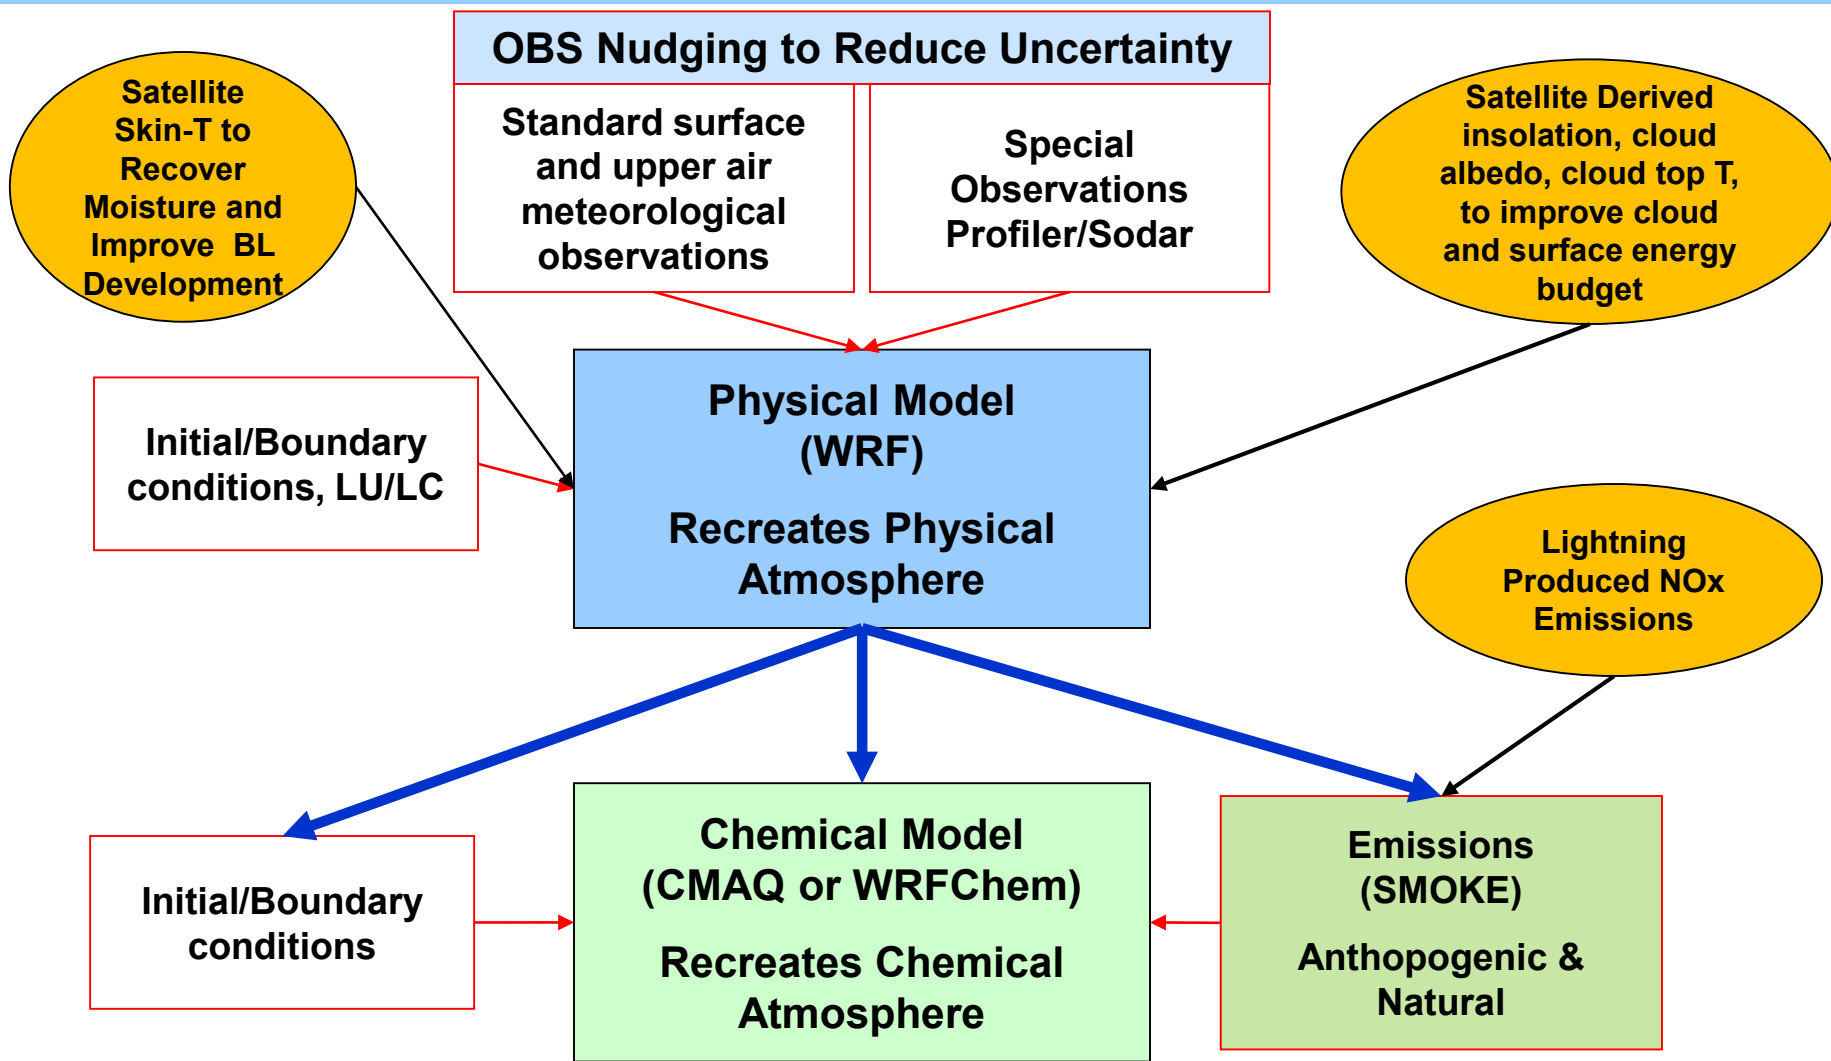 OBS Nudging to Reduce Uncertainty
Satellite
Skin-T to
Recover
Moisture and
Improve BL
Development
Standard surface
and upper air
meteorological
observations
Special
Observations
Profiler/Sodar
Satellite Derived
insolation, cloud
albedo, cloud top T,
to improve cloud
and surface energy
budget
Initial/Boundary
conditions, LU/LC
Physical Model
(WRF)
Recreates Physical
Atmosphere
Lightning
Produced NOx
Emissions
Initial/Boundary
conditions
Chemical Model
(CMAQ or WRFChem)
Recreates Chemical
Atmosphere
Emissions
(SMOKE)
Anthopogenic &
Natural